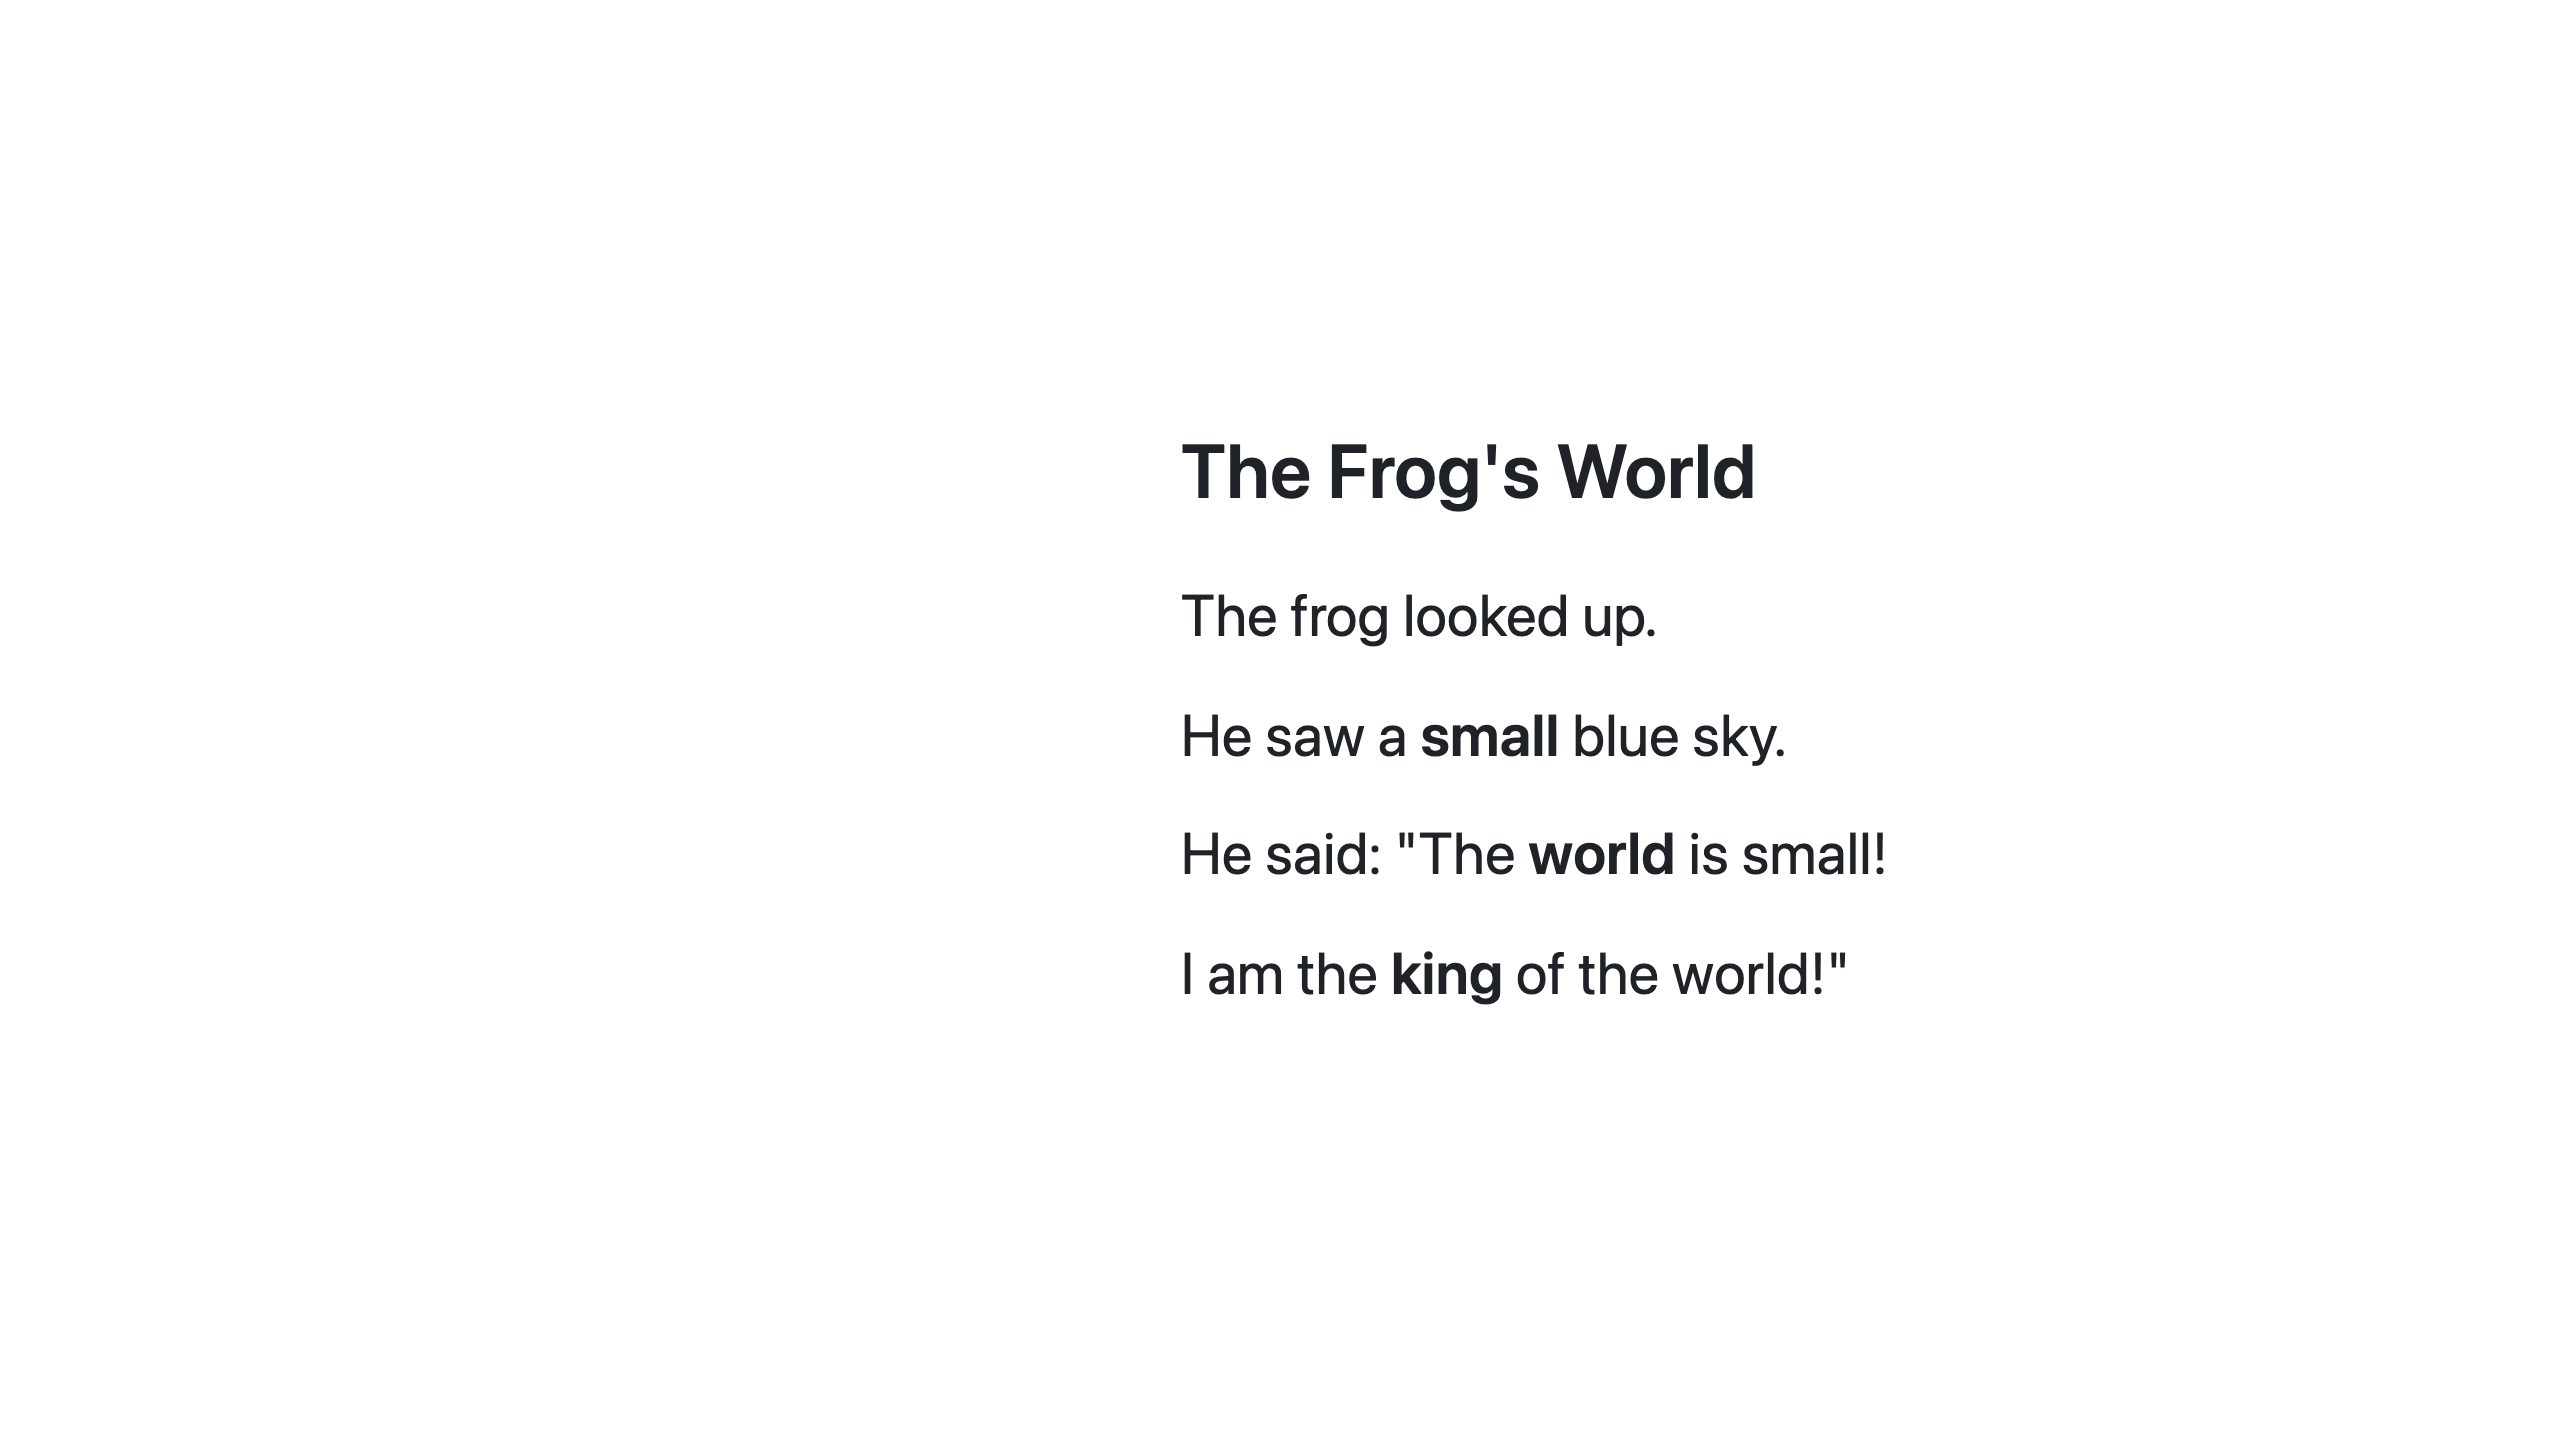 The Frog's World
The frog looked up.
He saw a small blue sky.
He said: "The world is small!
I am the king of the world!"